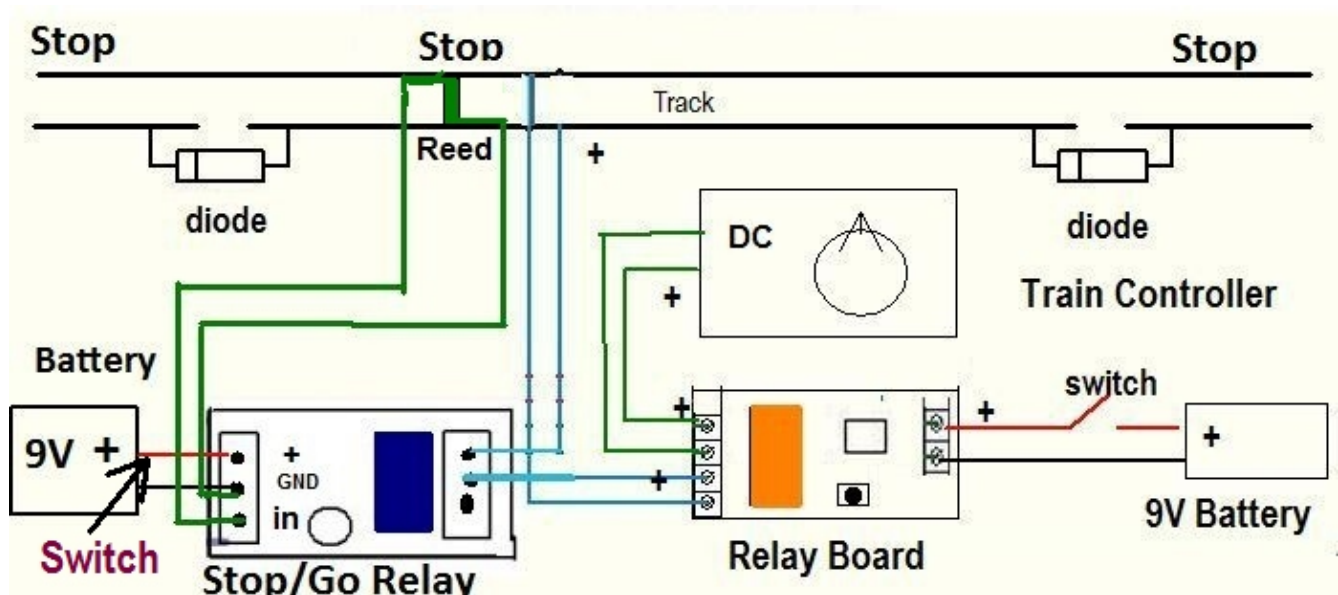 Stop Stop Stop
Track
Reed
+
diode
diode
DC
+
Train Controller
Battery
9V +
Switch
+
GND
in
Stop/Go Relay
+
+
Relay Board
+
switch
+
9V Battery